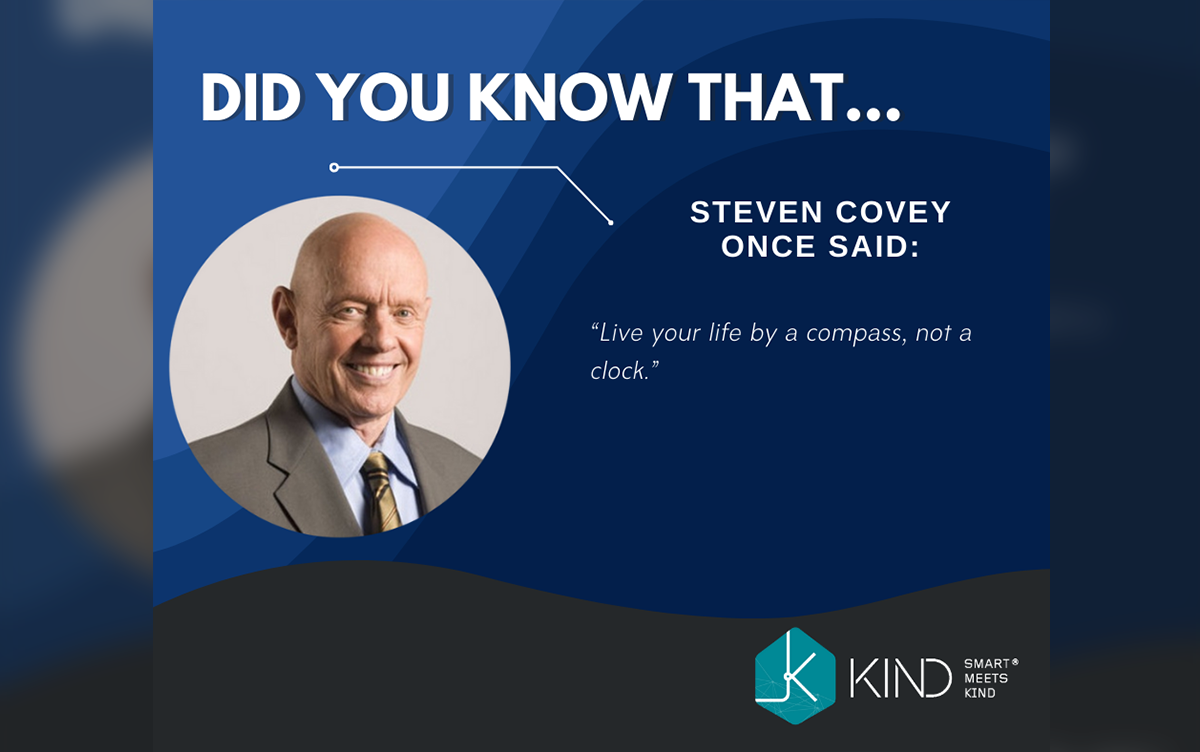 DID YOU KNOW THAT...
STEVEN COVEY
ONCE SAID:
“Live your life by a compass, not a
clock.”
KIND
SMART®
MEETS
KIND